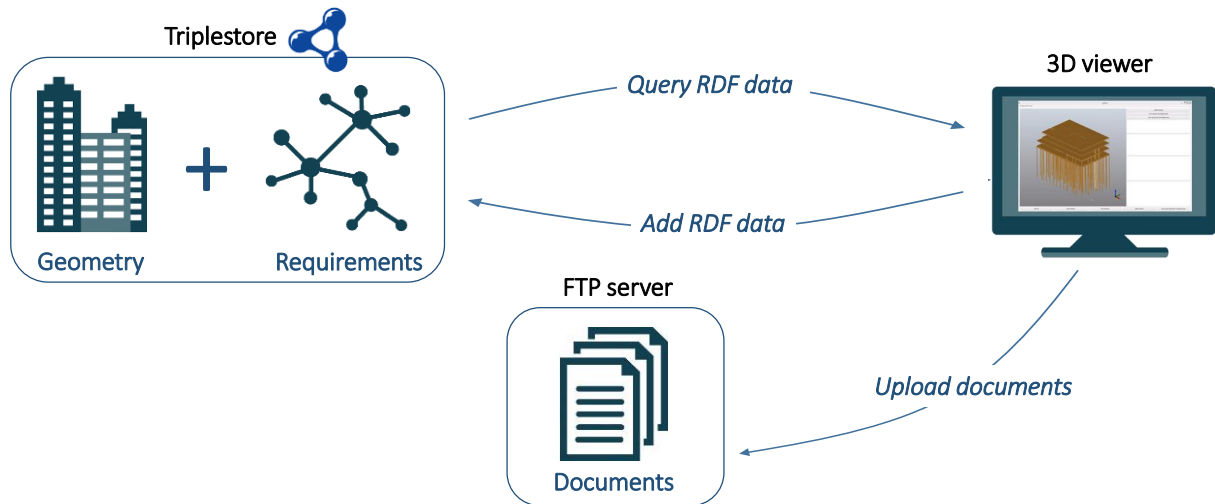 Triplestore
3D viewer
Query RDF data
Add RDF data
Geometry
Requirements
FTP server
Upload documents
Documents